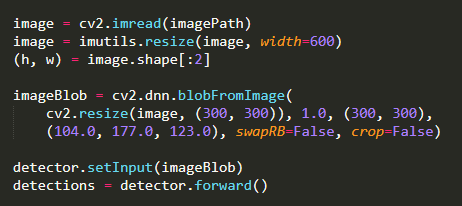 image = cv2.imread(imagePath)
image = imutils.resize(image, width=600)
(h, w) = image.shape[:2]

imageBlob = cv2.dnn.blobFromImage(
    cv2.resize(image, (300, 300)), 1.0, (300, 300),
    (104.0, 177.0, 123.0), swapRB=False, crop=False)

detector.setInput(imageBlob)
detections = detector.forward()